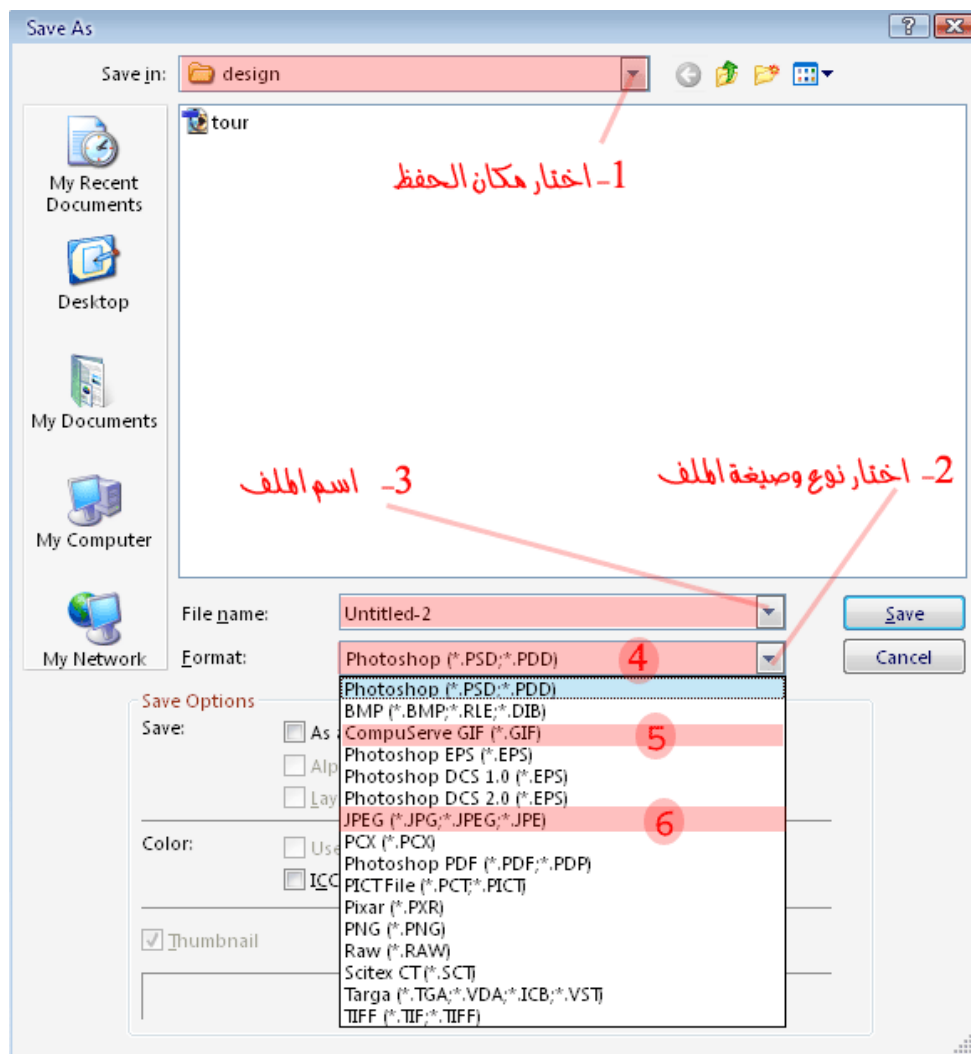 Save As
Save in: design
tour
1- اختار مكان الحفظ
My Recent
Documents
Desktop
My Documents
My Computer
My Network
2- اختار نوع وصيغة الملف
3- اسم الملف
File name: Untitled-2 Save
Format: Photoshop (*.PSD;*.PDD) 4 Cancel
Photoshop (*.PSD;*.PDD)
BMP (*.BMP;*.RLE;*.DIB)
CompuServe GIF (*.GIF) 5
Photoshop EPS (*.EPS)
Photoshop DCS 1.0 (*.EPS)
Photoshop DCS 2.0 (*.EPS)
JPEG (*.JPG;*.JPEG;*.JPE) 6
PCX (*.PCX)
Photoshop PDF (*.PDF;*.PDP)
PICT File (*.PCT;*.PICT)
Pixar (*.PXR)
PNG (*.PNG)
Raw (*.RAW)
Scitex CT (*.SCT)
Targa (*.TGA;*.VDA;*.ICB;*.VST)
TIFF (*.TIF;*.TIFF)
Save Options
Save: As
Color:
Thumbnail